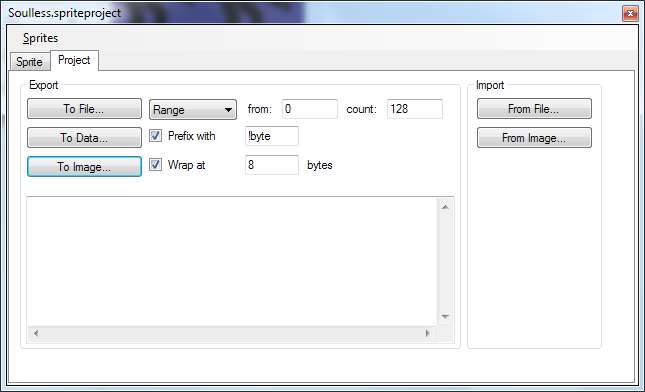 Soulless.spriteproject
Sprites
Sprite Project
Export
To File... Range from: 0 count: 128
To Data... Prefix with !byte
To Image... Wrap at 8 bytes
Import
From File...
From Image...